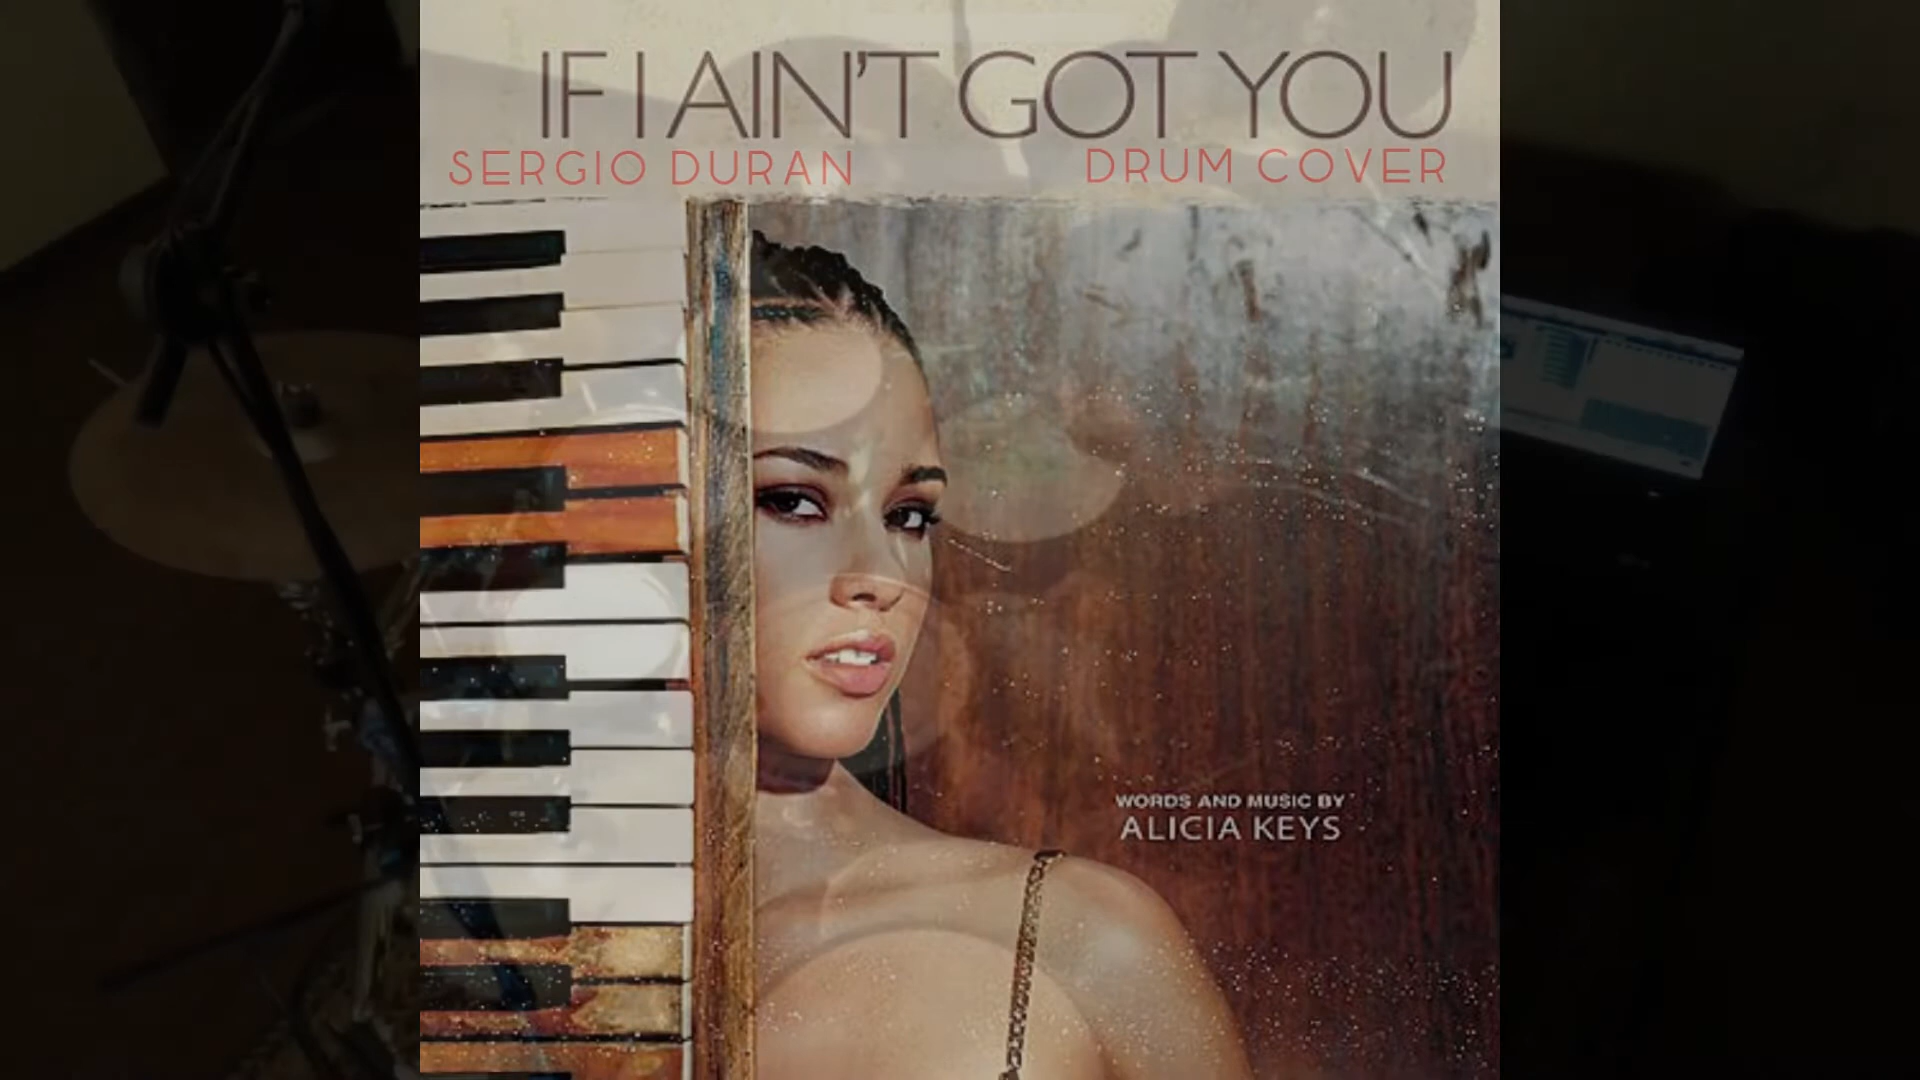 IF I AIN'T GOT YOU
SERGIO DURAN DRUM COVER
WORDS AND MUSIC BY
ALICIA KEYS